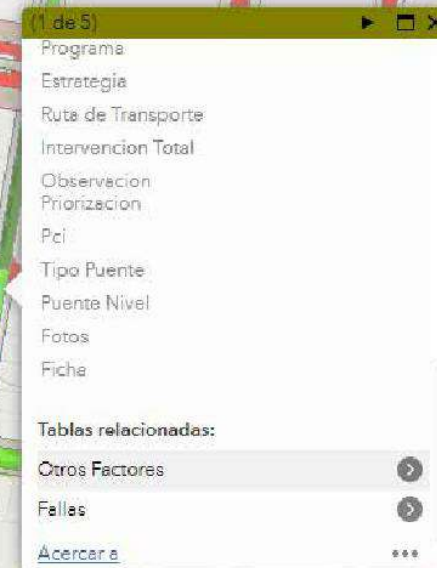 (1 de 5)
Programa
Estrategia
Ruta de Transporte
Intervencion Total
Observacion
Priorizacion
Pci
Tipo Puente
Puente Nivel
Fotos
Ficha
Tablas relacionadas:
Otros Factores
Fallas
Acercar a